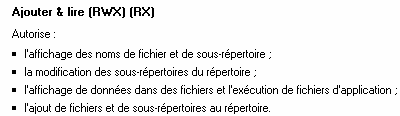 Ajouter & lire (RWX) (RX)
Autorise :
▪ l'affichage des noms de fichier et de sous-répertoire ;
▪ la modification des sous-répertoires du répertoire ;
▪ l'affichage de données dans des fichiers et l'exécution de fichiers d'application ;
▪ l'ajout de fichiers et de sous-répertoires au répertoire.